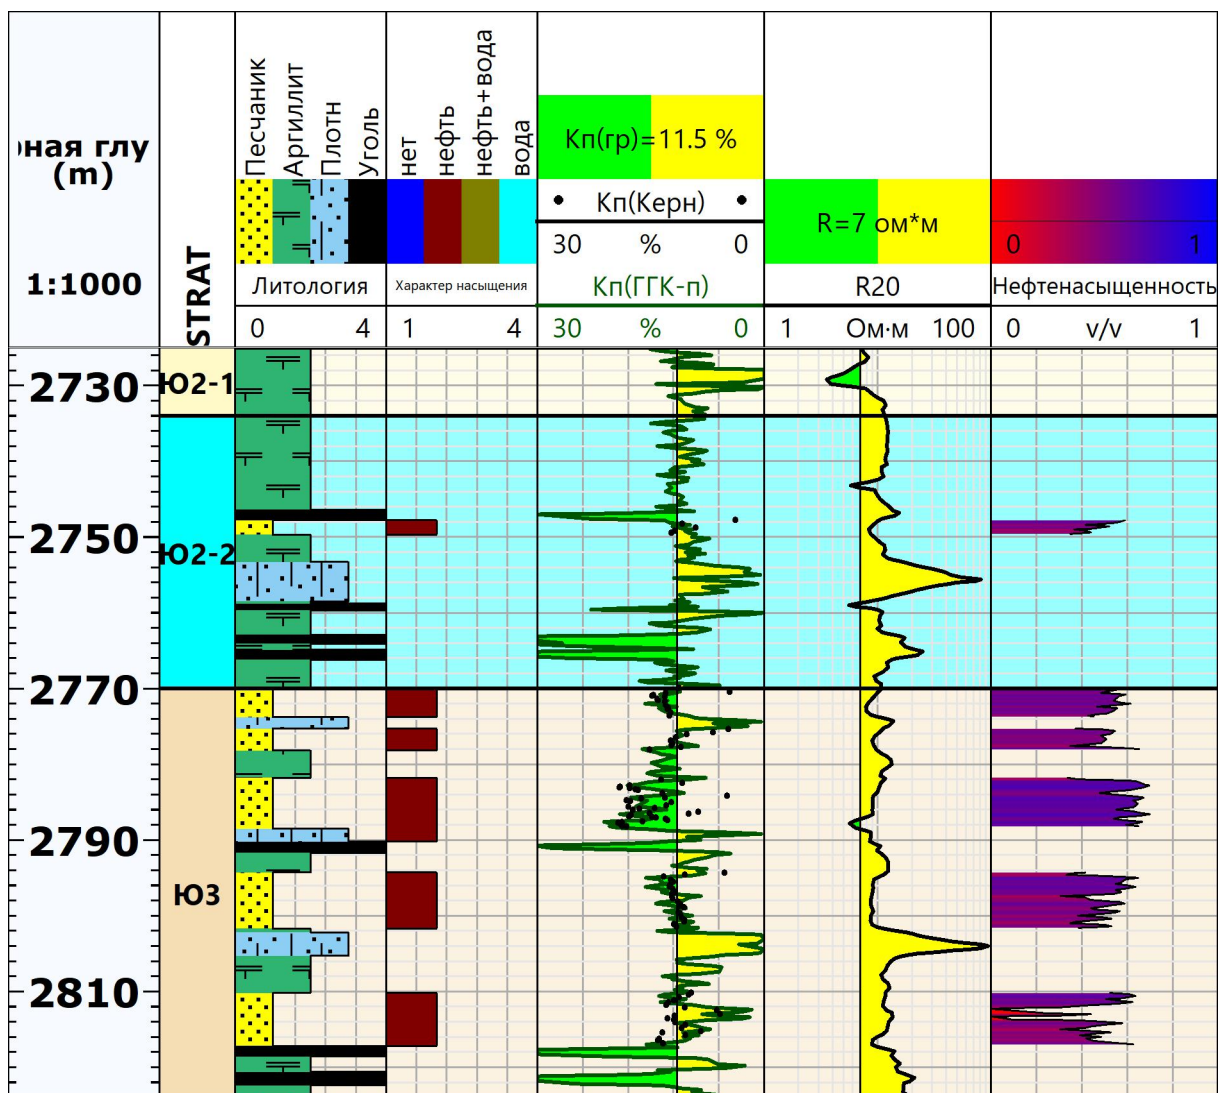 ная глу
(m)
1:1000
STRAT
Песчаник
Аргиллит
Плотн
Уголь
Литология
0 4
нет
нефть
нефть+вода
вода
Характер насыщения
1 4
Кп(гр)=11.5 %
Кп(Керн)
30 % 0
Кп(ГГК-п)
30 % 0
R=7 ом*м
R20
1 Ом·м 100
0 1
Нефтенасыщенность
0 v/v 1
2730
2750
2770
2790
2810
Ю2-1
Ю2-2
Ю3